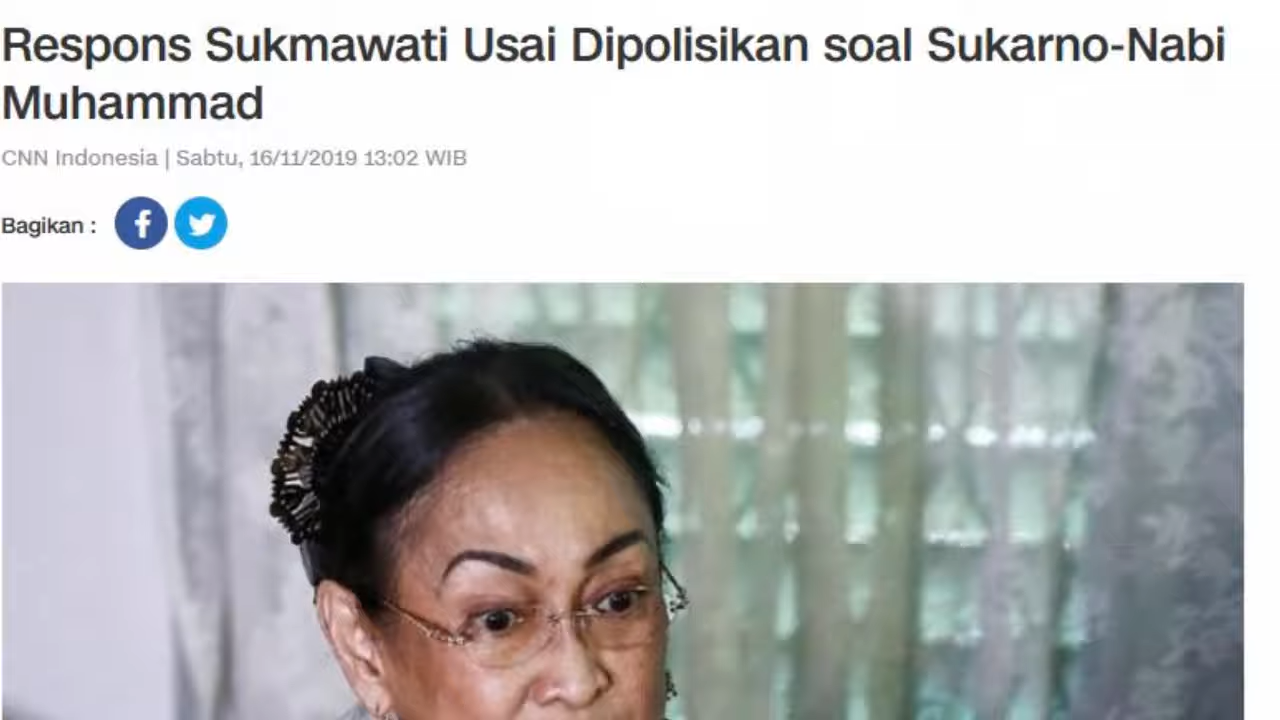 Respons Sukmawati Usai Dipolisikan soal Sukarno-Nabi
Muhammad
CNN Indonesia | Sabtu, 16/11/2019 13:02 WIB
Bagikan :